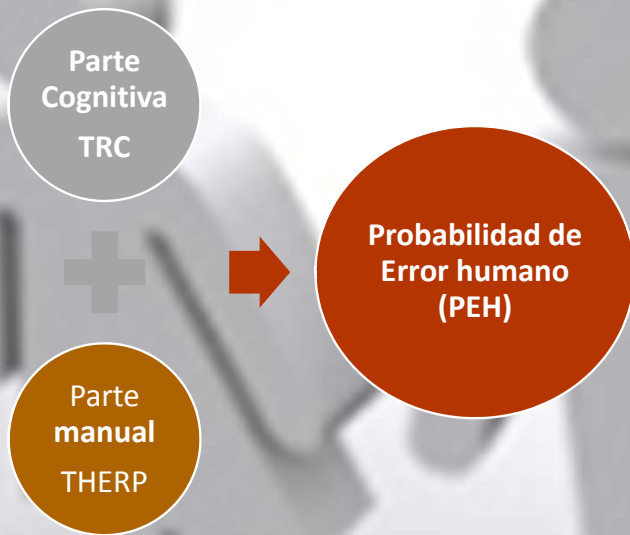 Parte
Cognitiva
TRC
Probabilidad de
Error humano
(PEH)
Parte
manual
THERP